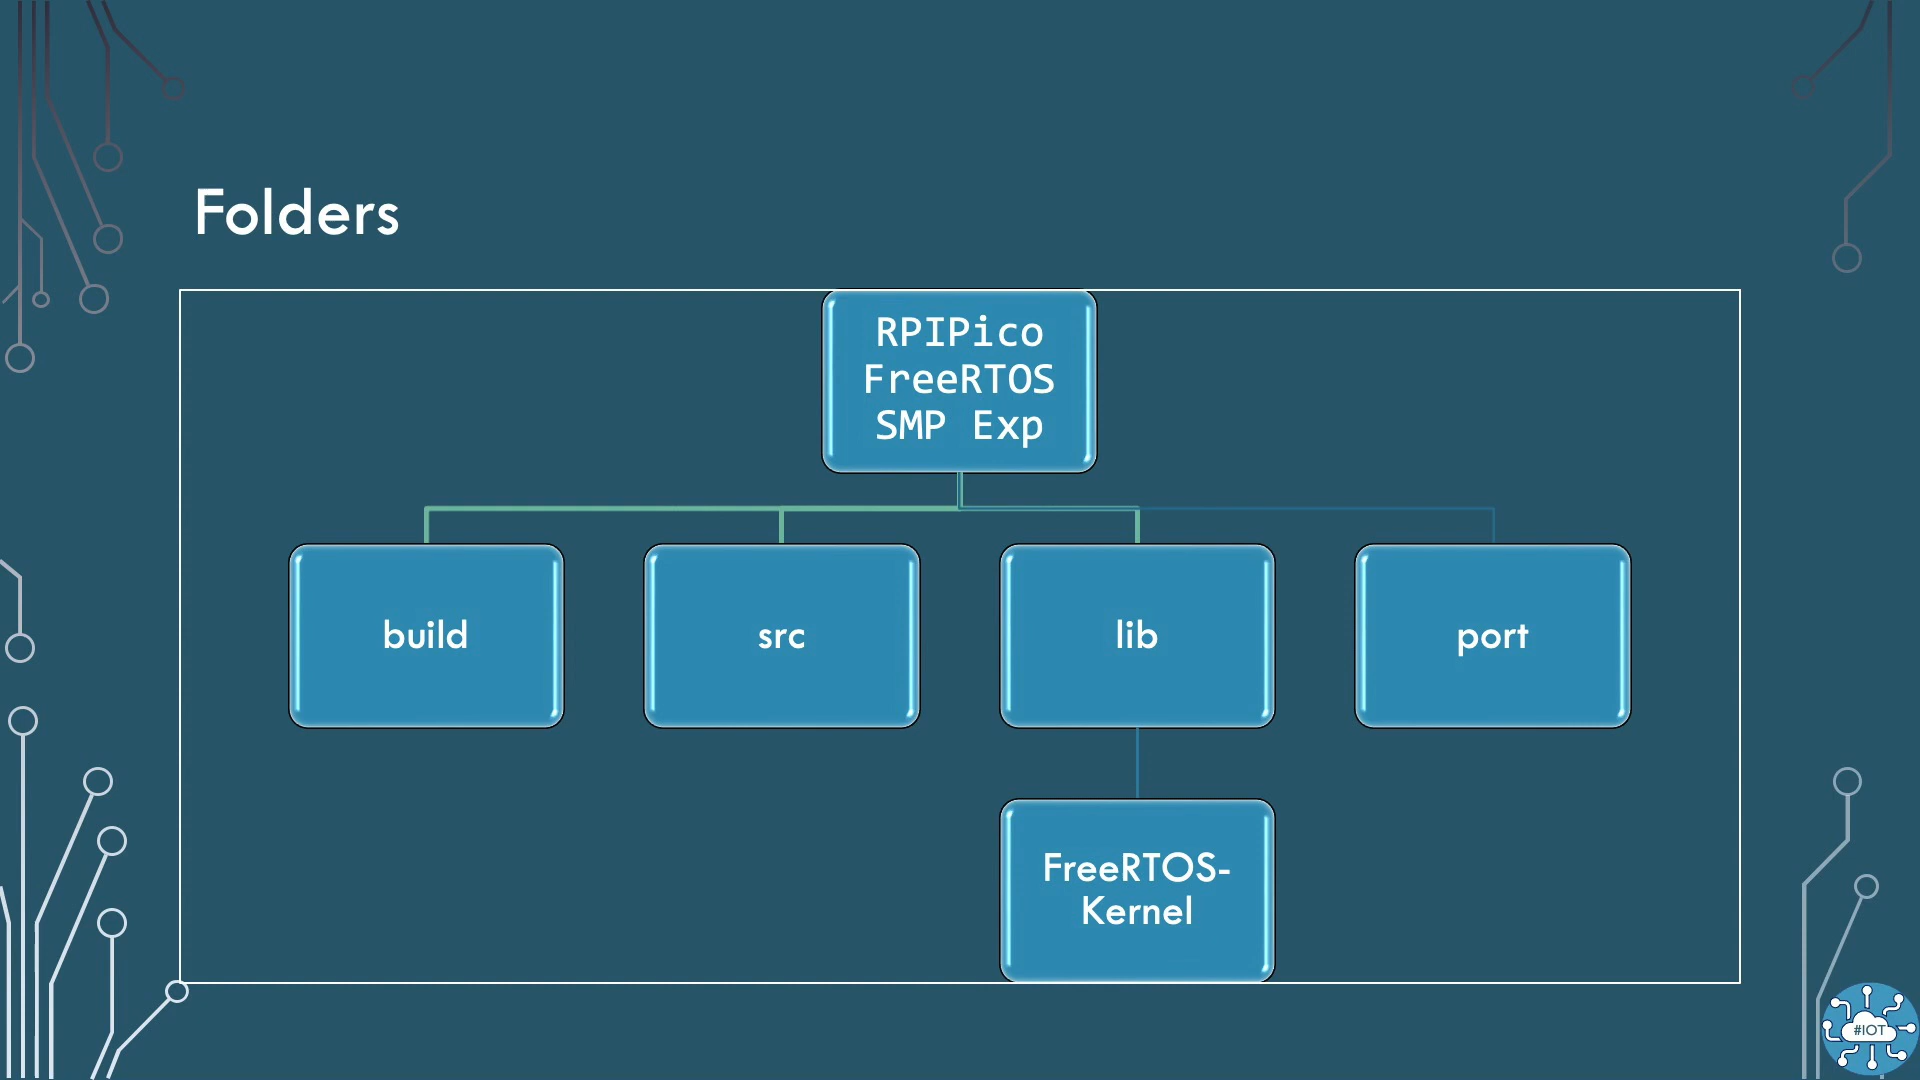 Folders
RPIPico
FreeRTOS
SMP Exp
build
src
lib
port
FreeRTOS-
Kernel
#IOT